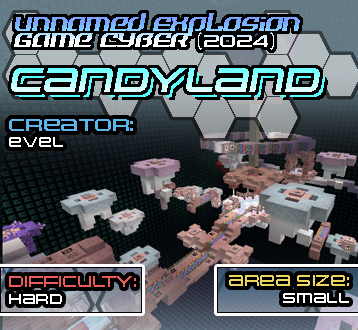 UNNAMED EXPLOSION
GAME CYBER (2024)
CANDYLAND
CREATOR:
EVEL
DIFFICULTY:
HARD
AREA SIZE:
SMALL